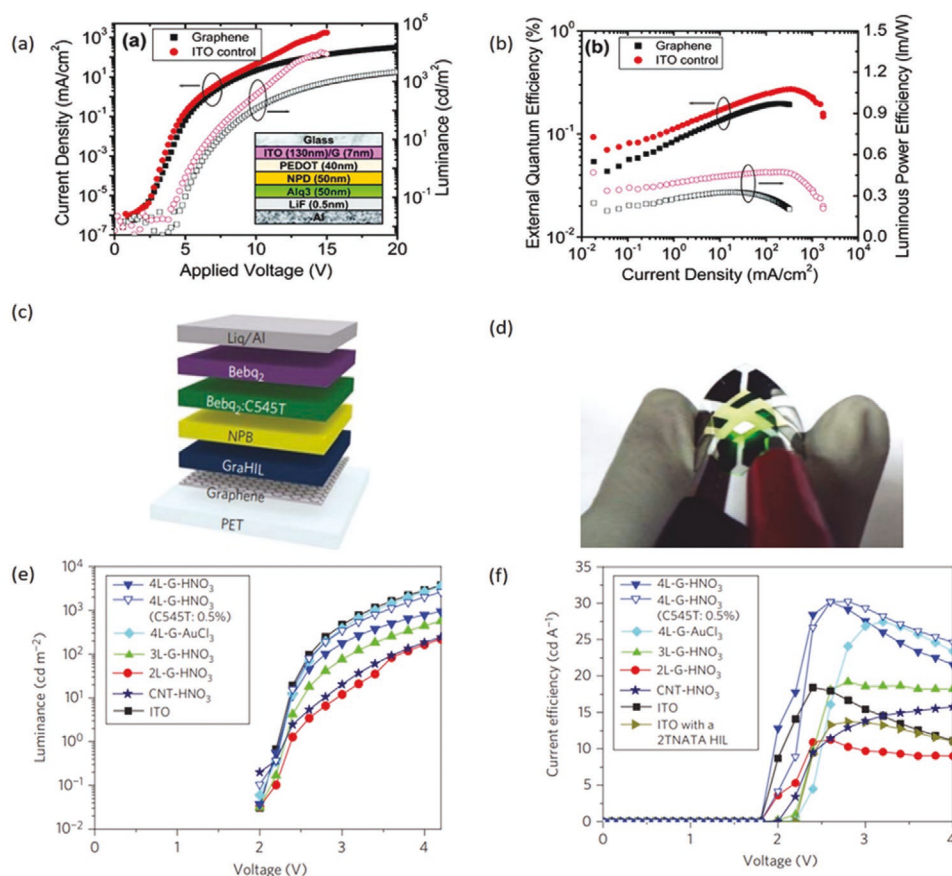 (a)
(a)
Graphene
ITO control
Current Density (mA/cm²)
10³
10¹
10⁻¹
10⁻³
10⁻⁵
10⁻⁷
0
5
10
15
20
Applied Voltage (V)
10⁵
10³
10¹
10⁻¹
Luminance (cd/m²)
Glass
ITO (130nm)/G (7nm)
PEDOT (40nm)
NPD (50nm)
Alq3 (50nm)
LiF (0.5nm)
Al
(b)
(b)
Graphene
ITO control
External Quantum Efficiency (%)
10⁰
10⁻¹
10⁻²
10⁻² 10⁻¹ 10⁰ 10¹ 10² 10³ 10⁴
Current Density (mA/cm²)
1.5
1.2
0.9
0.6
0.3
0.0
Luminous Power Efficiency (lm/W)
(c)
Liq/Al
Bebq₂
Bebq₂:C545T
NPB
GraHIL
Graphene
PET
(d)
(e)
4L-G-HNO₃
4L-G-HNO₃
(C545T: 0.5%)
4L-G-AuCl₃
3L-G-HNO₃
2L-G-HNO₃
CNT-HNO₃
ITO
Luminance (cd m⁻²)
10⁴
10³
10²
10¹
10⁰
10⁻¹
10⁻²
0 1 2 3 4
Voltage (V)
(f)
4L-G-HNO₃
4L-G-HNO₃
(C545T: 0.5%)
4L-G-AuCl₃
3L-G-HNO₃
2L-G-HNO₃
CNT-HNO₃
ITO
ITO with a
2TNATA HIL
Current efficiency (cd A⁻¹)
35
30
25
20
15
10
5
0
0 1 2 3 4
Voltage (V)